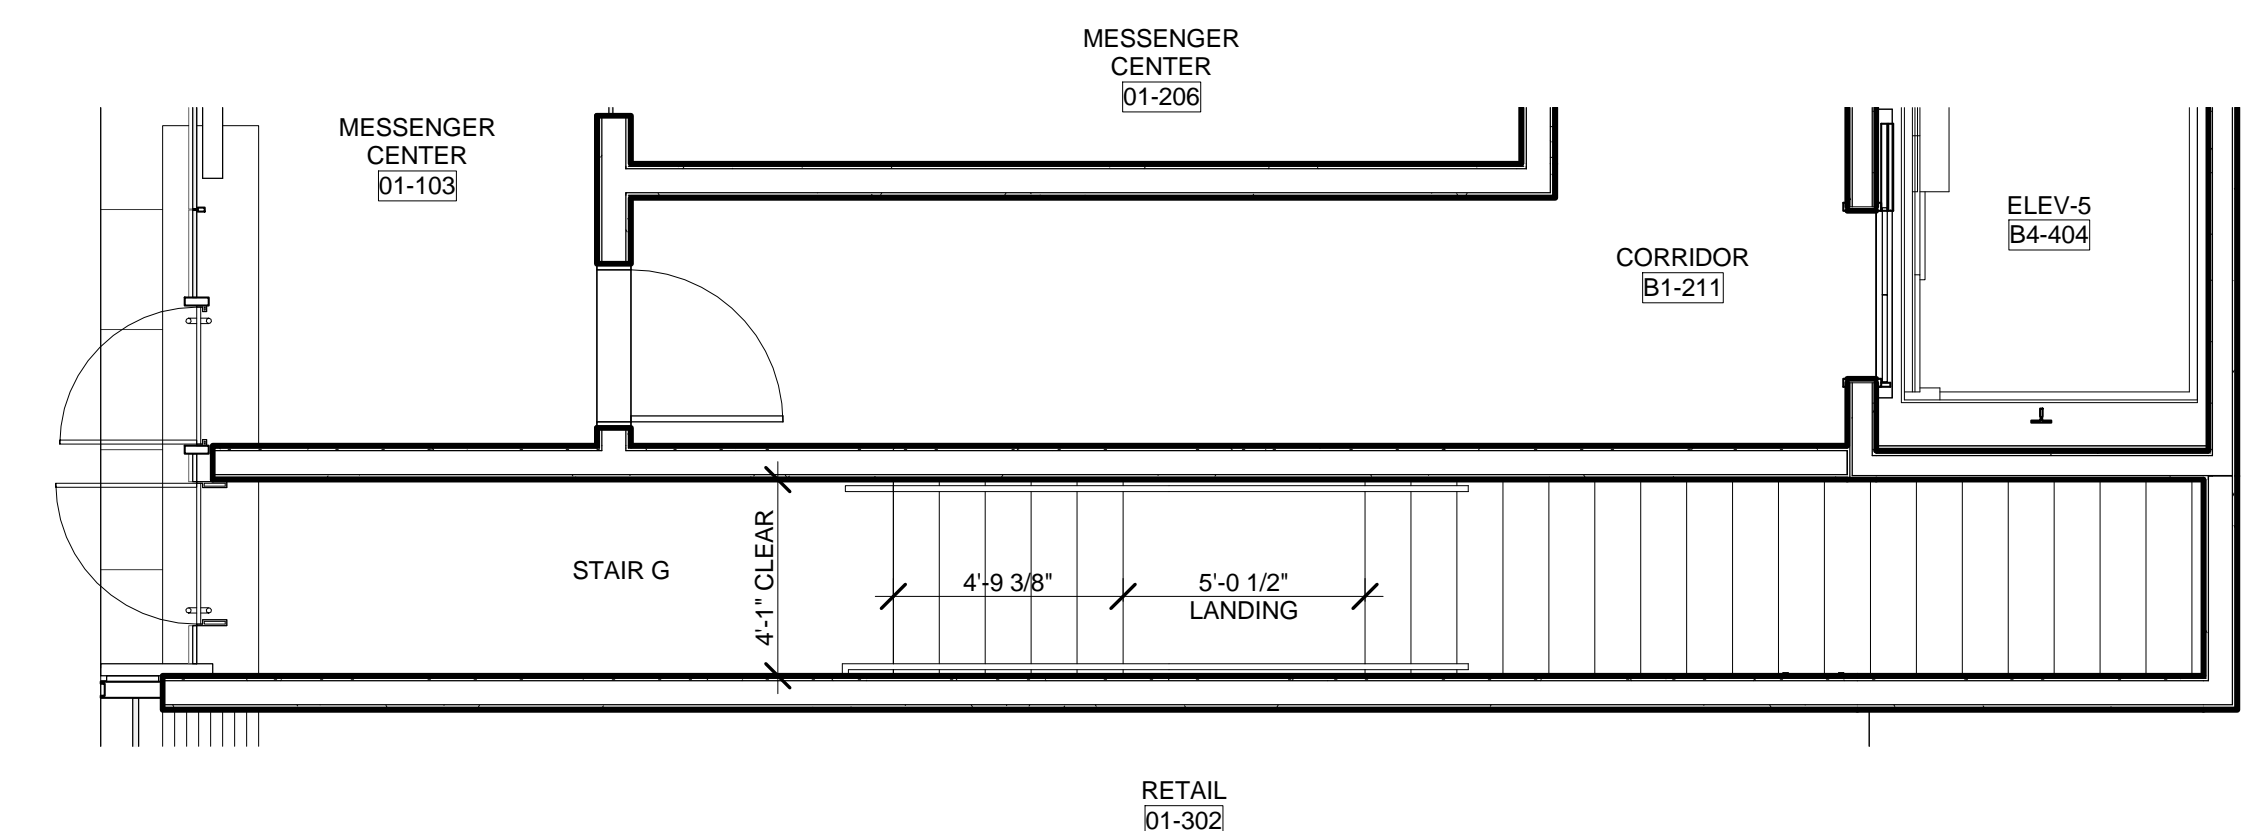 MESSENGER
CENTER
01-206
MESSENGER
CENTER
01-103
ELEV-5
B4-404
CORRIDOR
B1-211
STAIR G
4'-1" CLEAR
4'-9 3/8"
5'-0 1/2"
LANDING
RETAIL
01-302